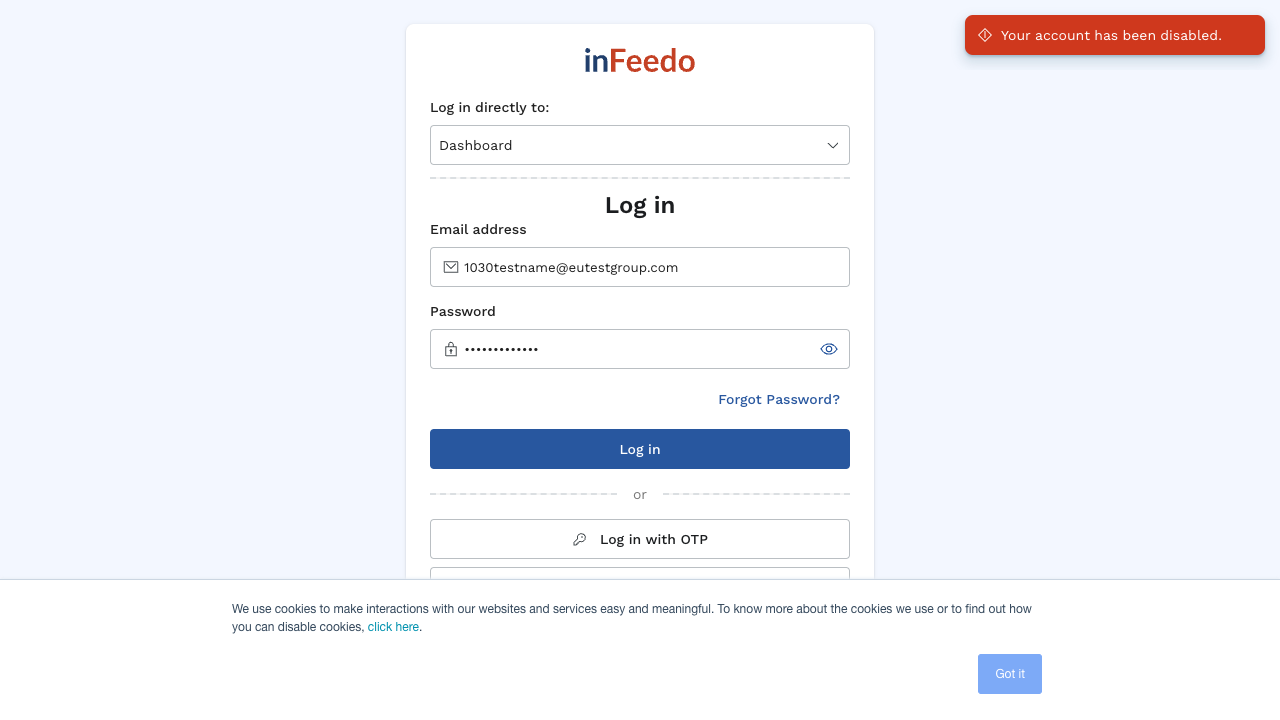 Your account has been disabled.
inFeedo
Log in directly to:
Dashboard
Log in
Email address
1030testname@eutestgroup.com
Password
•••••••••••••
Forgot Password?
Log in
or
Log in with OTP
We use cookies to make interactions with our websites and services easy and meaningful. To know more about the cookies we use or to find out how
you can disable cookies, click here.
Got it